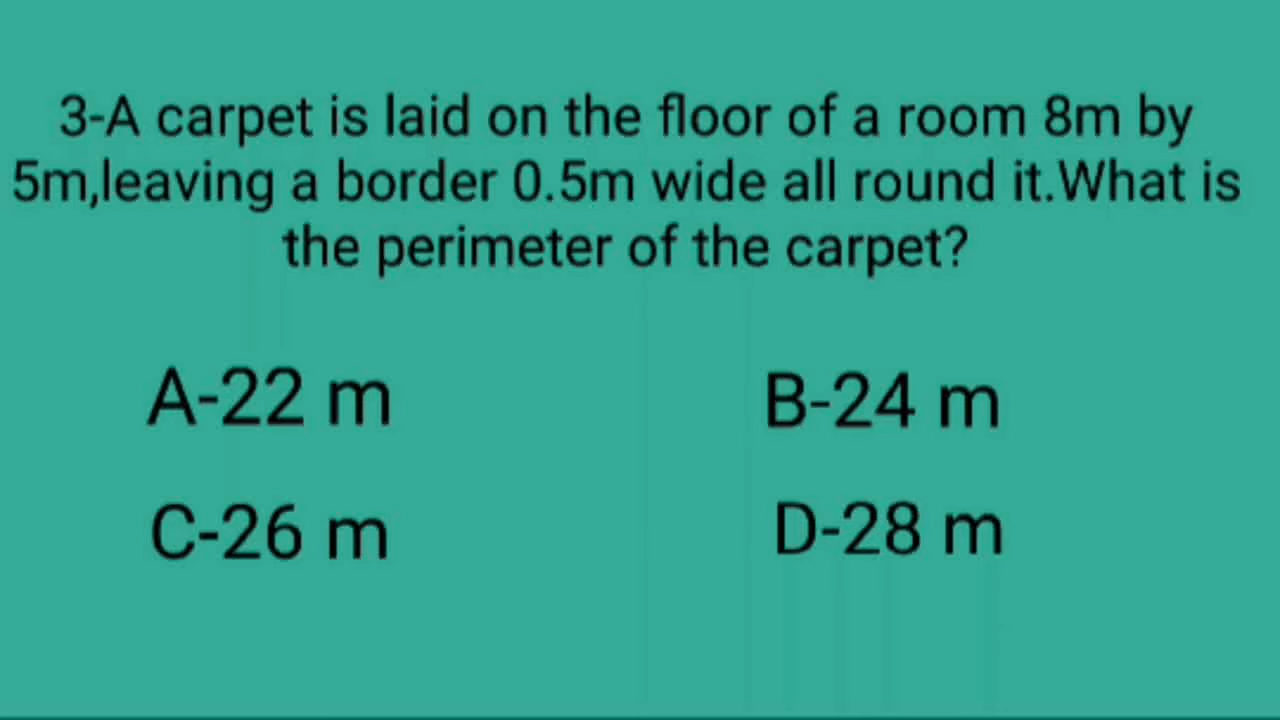 3-A carpet is laid on the floor of a room 8m by
5m,leaving a border 0.5m wide all round it.What is
the perimeter of the carpet?
A-22 m
B-24 m
C-26 m
D-28 m